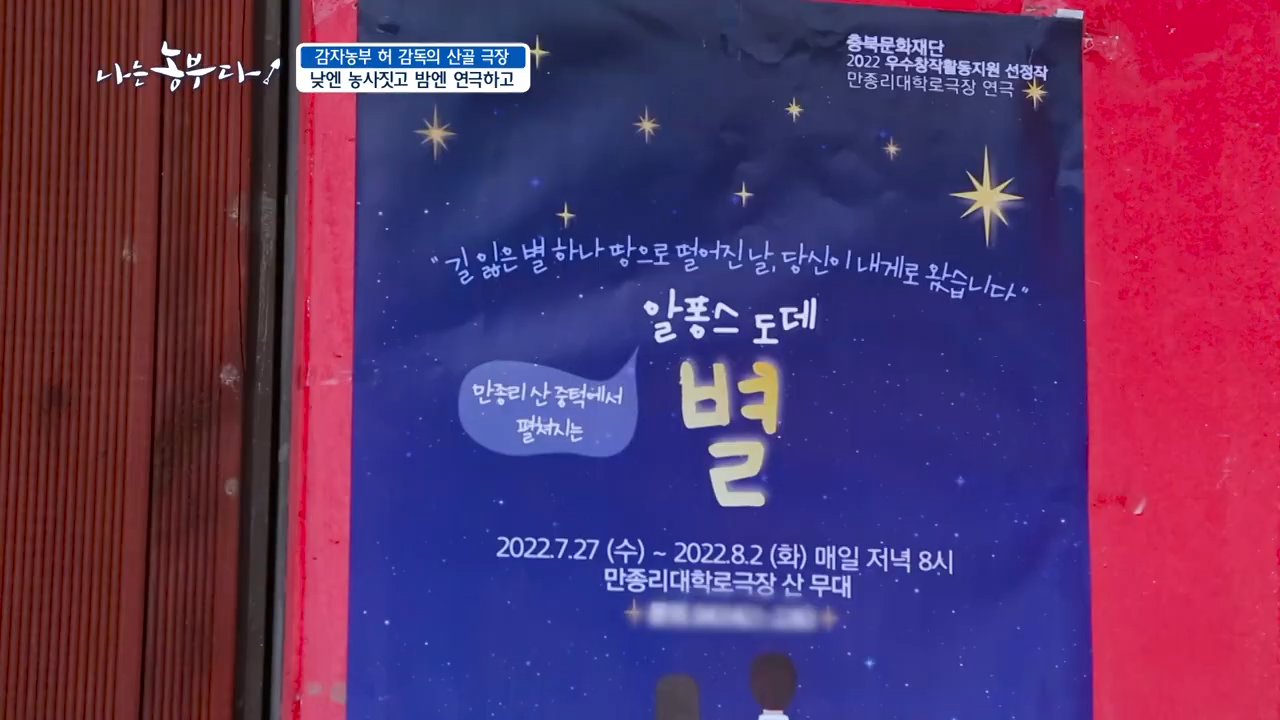 나는 농부다!
감자농부 허 감독의 산골 극장
낮엔 농사짓고 밤엔 연극하고
충북문화재단
2022 우수창작활동지원 선정작
만종리대학로극장 연극
"길 잃은 별 하나 땅으로 떨어진 날, 당신이 내게로 왔습니다"
알퐁스 도데
만종리 산 중턱에서
펼쳐지는
별
2022.7.27 (수) ~ 2022.8.2 (화) 매일 저녁 8시
만종리대학로극장 산 무대